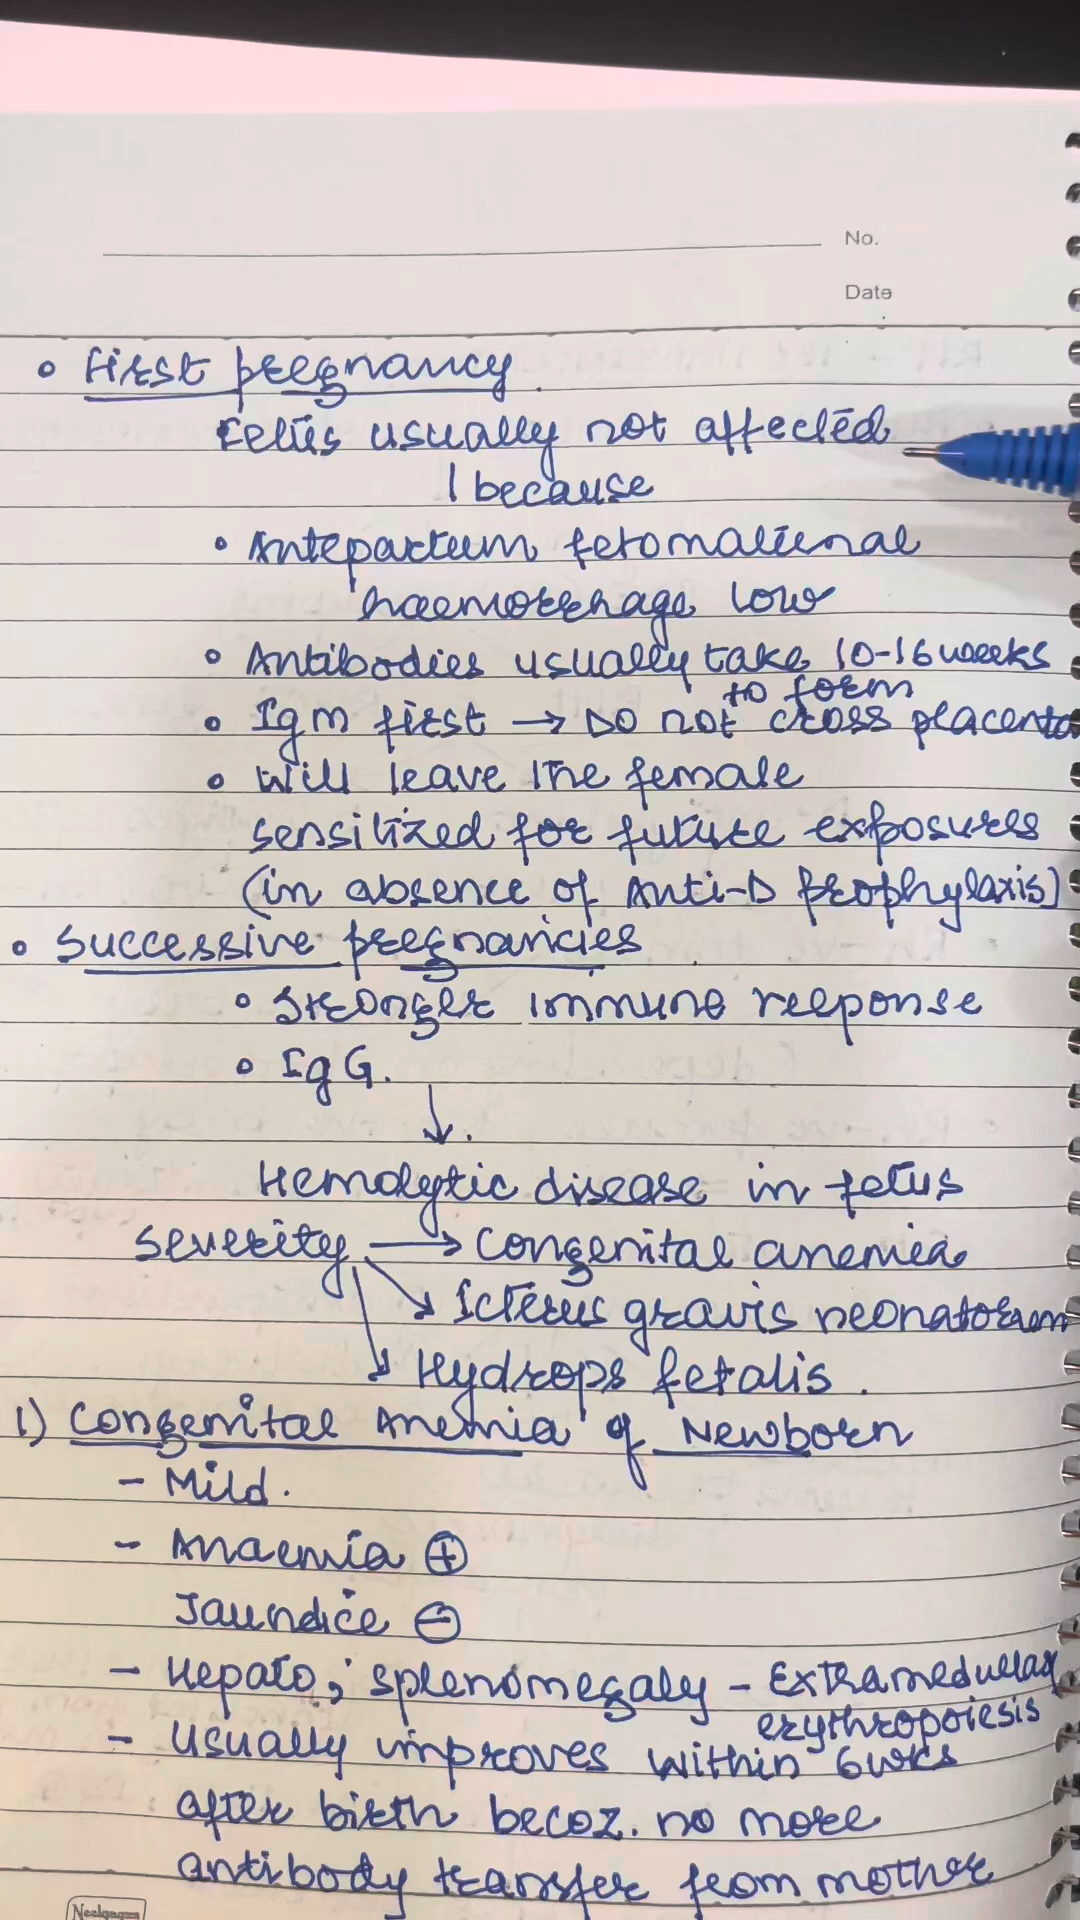 No.
Date
• First pregnancy.
Fetus usually not affected
| because
• Antepartum fetomaternal
haemorrhage low
• Antibodies usually take 10-16 weeks
to form
• IgM first → Do not cross placenta
• Will leave the female
sensitized for future exposures
(in absence of Anti-D prophylaxis)
• Successive pregnancies
• Stronger immune response
• IgG.
↓
Hemolytic disease in fetus
severity → Congenital anemia
↘ Icterus gravis neonatorum
↘ Hydrops fetalis.
1) Congenital Anemia of Newborn
- Mild.
- Anaemia ⊕
Jaundice ⊖
- Hepato; splenomegaly - Extramedullary
erythropoiesis
- Usually improves within 6wks
after birth becoz. no more
antibody transfer from mother
Neelgagan